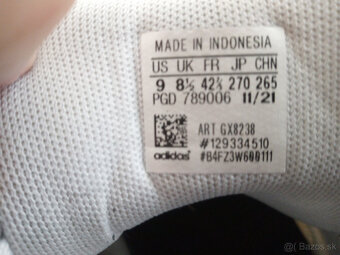 MADE IN INDONESIA
US UK FR JP CHN
9 8½ 42⅔ 270 265
PGD 789006 11/21
ART GX8238
#129334510
adidas #B4FZ3W600111
Bazos.sk